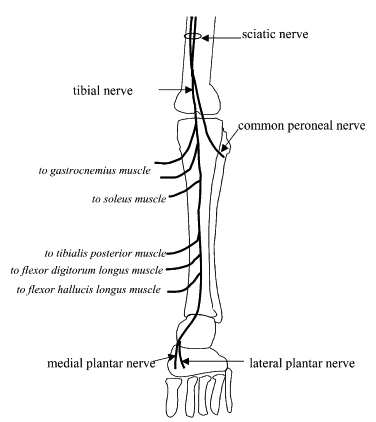 sciatic nerve
tibial nerve
common peroneal nerve
to gastrocnemius muscle
to soleus muscle
to tibialis posterior muscle
to flexor digitorum longus muscle
to flexor hallucis longus muscle
medial plantar nerve
lateral plantar nerve